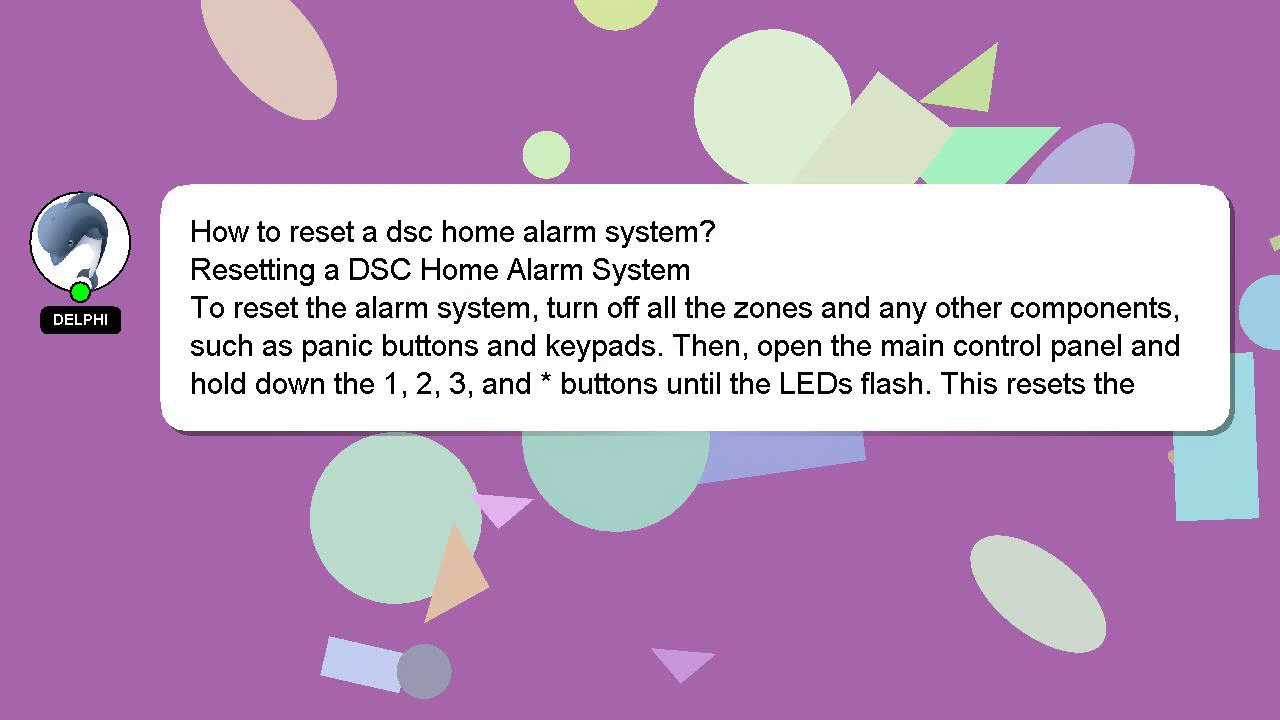 How to reset a dsc home alarm system?
Resetting a DSC Home Alarm System
To reset the alarm system, turn off all the zones and any other components,
such as panic buttons and keypads. Then, open the main control panel and
hold down the 1, 2, 3, and * buttons until the LEDs flash. This resets the
DELPHI